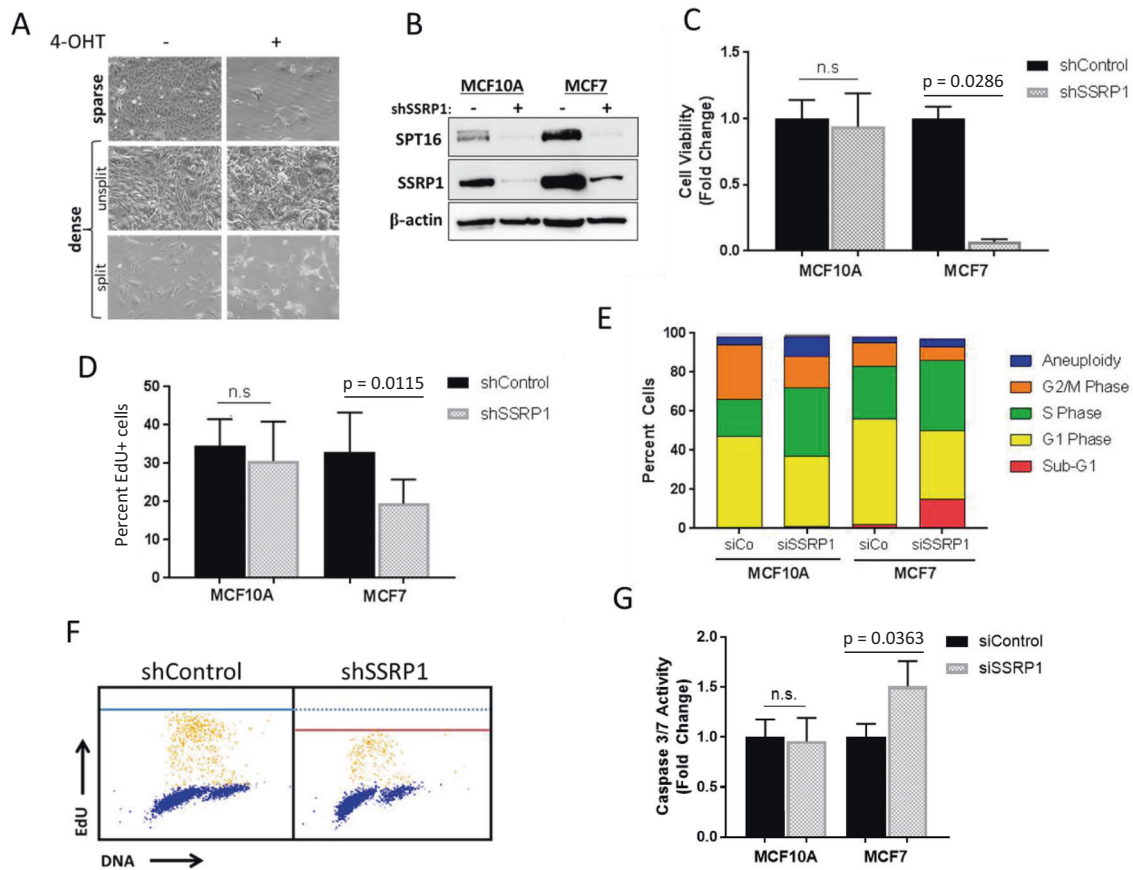 A
4-OHT - +
sparse
dense
unsplit
split
B
MCF10A MCF7
shSSRP1: - + - +
SPT16
SSRP1
β-actin
C
Cell Viability
(Fold Change)
1.5
1.0
0.5
0.0
n.s
p = 0.0286
shControl
shSSRP1
MCF10A MCF7
D
Percent EdU+ cells
50
40
30
20
10
0
n.s
p = 0.0115
shControl
shSSRP1
MCF10A MCF7
E
Percent Cells
100
80
60
40
20
0
Aneuploidy
G2/M Phase
S Phase
G1 Phase
Sub-G1
siCo siSSRP1 siCo siSSRP1
MCF10A MCF7
F
shControl shSSRP1
EdU
DNA
G
Caspase 3/7 Activity
(Fold Change)
2.0
1.5
1.0
0.5
0.0
n.s.
p = 0.0363
siControl
siSSRP1
MCF10A MCF7